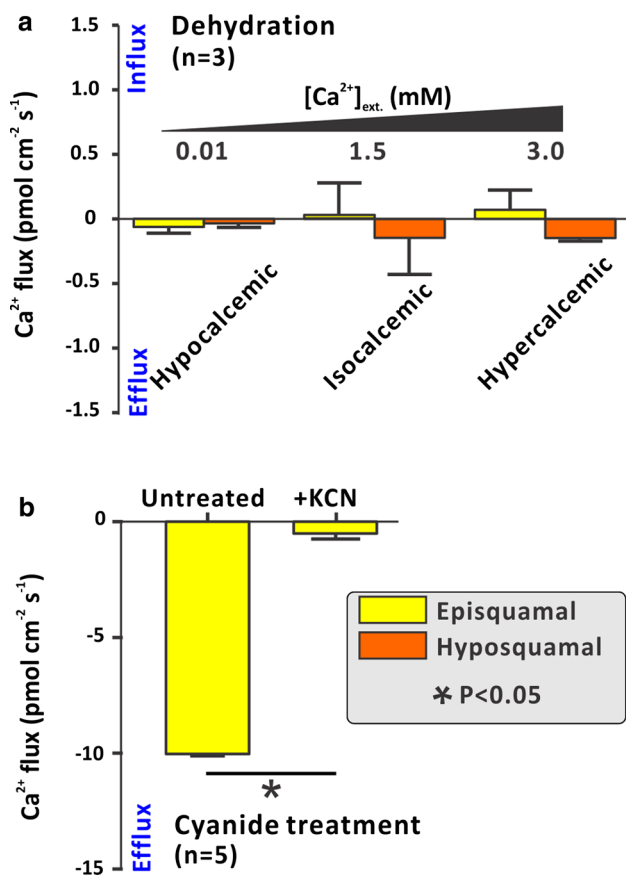 a
Dehydration
(n=3)
Influx
Efflux
Ca²⁺ flux (pmol cm⁻² s⁻¹)
1.5
1.0
0.5
0
-0.5
-1.0
-1.5
[Ca²⁺]ext. (mM)
0.01 1.5 3.0
Hypocalcemic
Isocalcemic
Hypercalcemic
b
Untreated +KCN
Ca²⁺ flux (pmol cm⁻² s⁻¹)
0
-5
-10
-15
Episquamal
Hyposquamal
* P<0.05
*
Efflux
Cyanide treatment
(n=5)